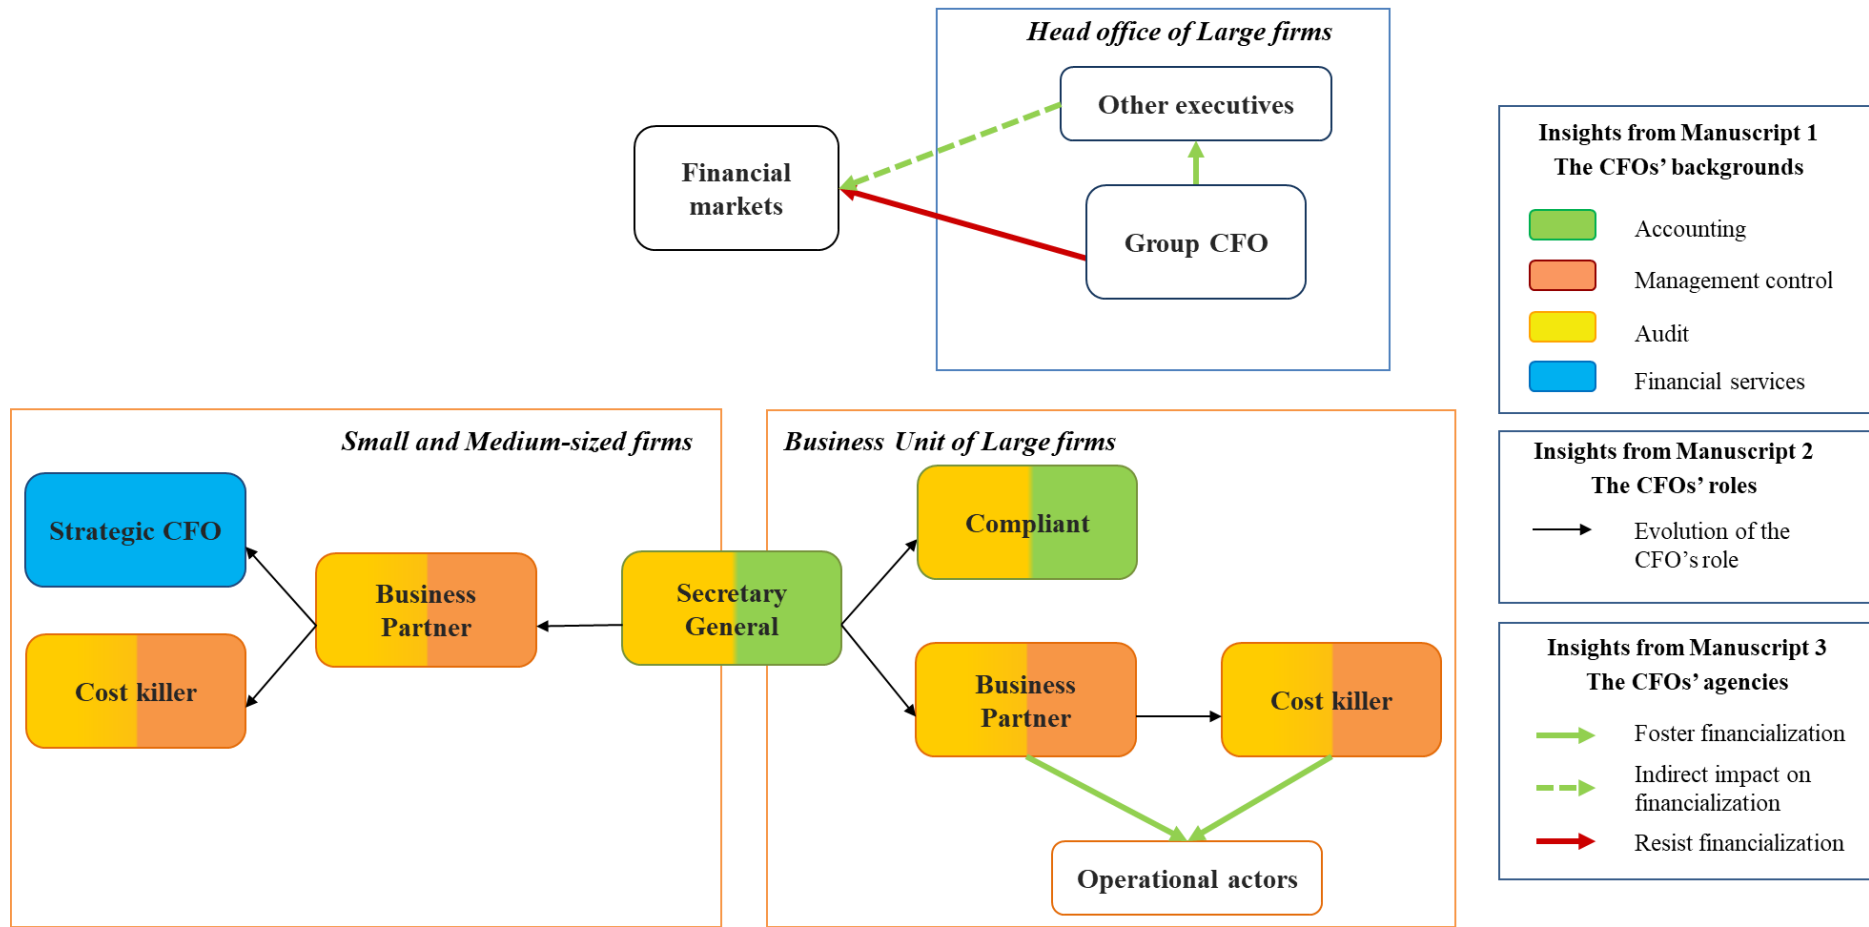 Head office of Large firms
Other executives
Financial
markets
Group CFO
Insights from Manuscript 1
The CFOs’ backgrounds
Accounting
Management control
Audit
Financial services
Small and Medium-sized firms
Strategic CFO
Business
Partner
Cost killer
Secretary
General
Business Unit of Large firms
Compliant
Business
Partner
Cost killer
Operational actors
Insights from Manuscript 2
The CFOs’ roles
Evolution of the
CFO’s role
Insights from Manuscript 3
The CFOs’ agencies
Foster financialization
Indirect impact on
financialization
Resist financialization